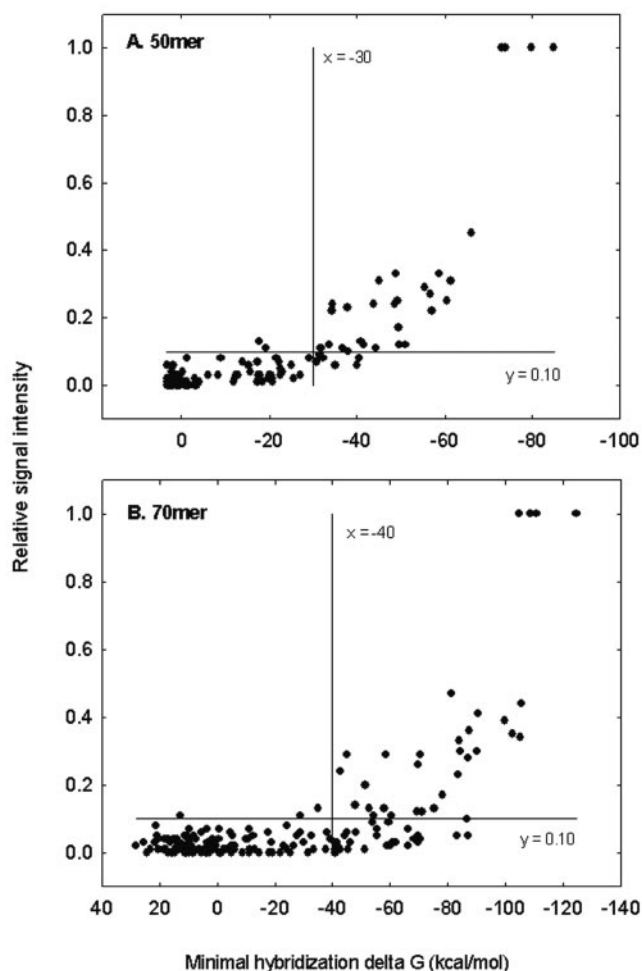 A. 50mer
x = -30
1.0
0.8
0.6
0.4
0.2
0.0
y = 0.10
0 -20 -40 -60 -80 -100
Relative signal intensity
B. 70mer
x = -40
1.0
0.8
0.6
0.4
0.2
0.0
y = 0.10
40 20 0 -20 -40 -60 -80 -100 -120 -140
Minimal hybridization delta G (kcal/mol)